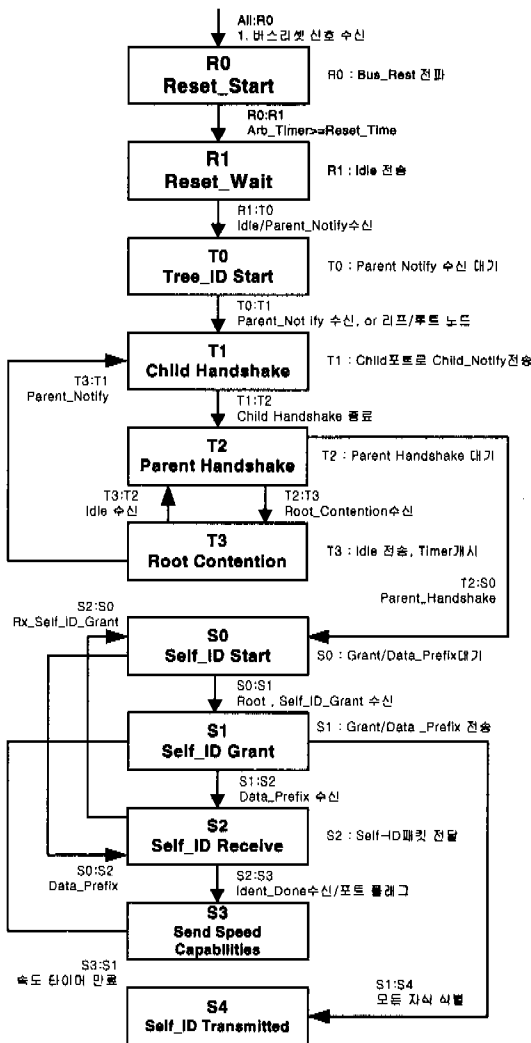 All:R0
1. 버스리셋 신호 수신
R0
Reset_Start
R0 : Bus_Rest 전파
R0:R1
Arb_Timer>=Reset_Time
R1
Reset_Wait
R1 : Idle 전송
R1:T0
Idle/Parent_Notify수신
T0
Tree_ID Start
T0 : Parent Notify 수신 대기
T0:T1
Parent_Not ify 수신, or 리프/루트 노드
T1
Child Handshake
T1 : Child포트로 Child_Notify전송
T3:T1
Parent_Notify
T1:T2
Child Handshake 종료
T2
Parent Handshake
T2 : Parent Handshake 대기
T3:T2
Idle 수신
T2:T3
Root_Contention수신
T3
Root Contention
T3 : Idle 전송, Timer개시
T2:S0
Parent_Handshake
S2:S0
Rx_Self_ID_Grant
S0
Self_ID Start
S0 : Grant/Data_Prefix대기
S0:S1
Root , Self_ID_Grant 수신
S1
Self_ID Grant
S1 : Grant/Data _Prefix 전송
S1:S2
Data_Prefix 수신
S2
Self_ID Receive
S2 : Self-ID패킷 전달
S0:S2
Data_Prefix
S2:S3
Ident_Done수신/포트 플래그
S3
Send Speed
Capabilities
S3:S1
속도 타이머 만료
S1:S4
모든 자식 식별
S4
Self_ID Transmitted